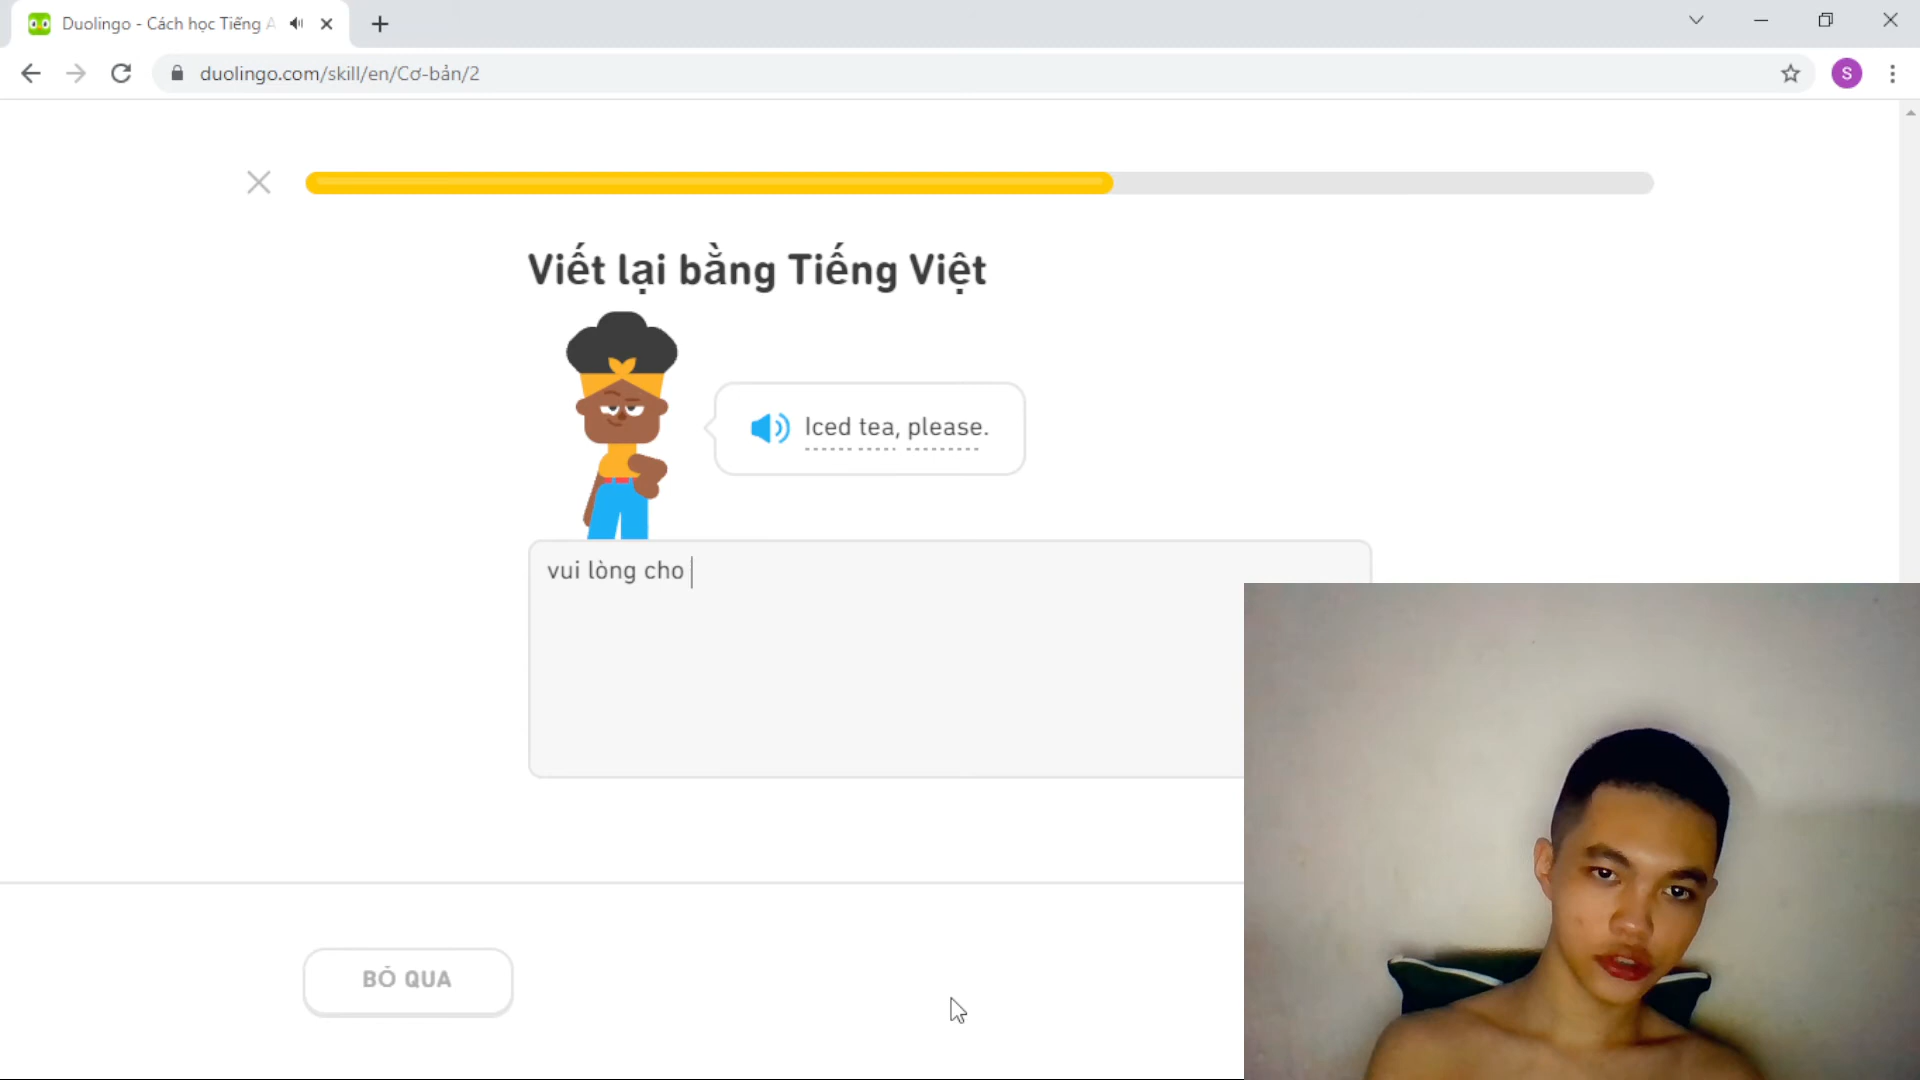 Duolingo - Cách học Tiếng A
duolingo.com/skill/en/Cơ-bản/2
S
Viết lại bằng Tiếng Việt
Iced tea, please.
vui lòng cho
BỎ QUA